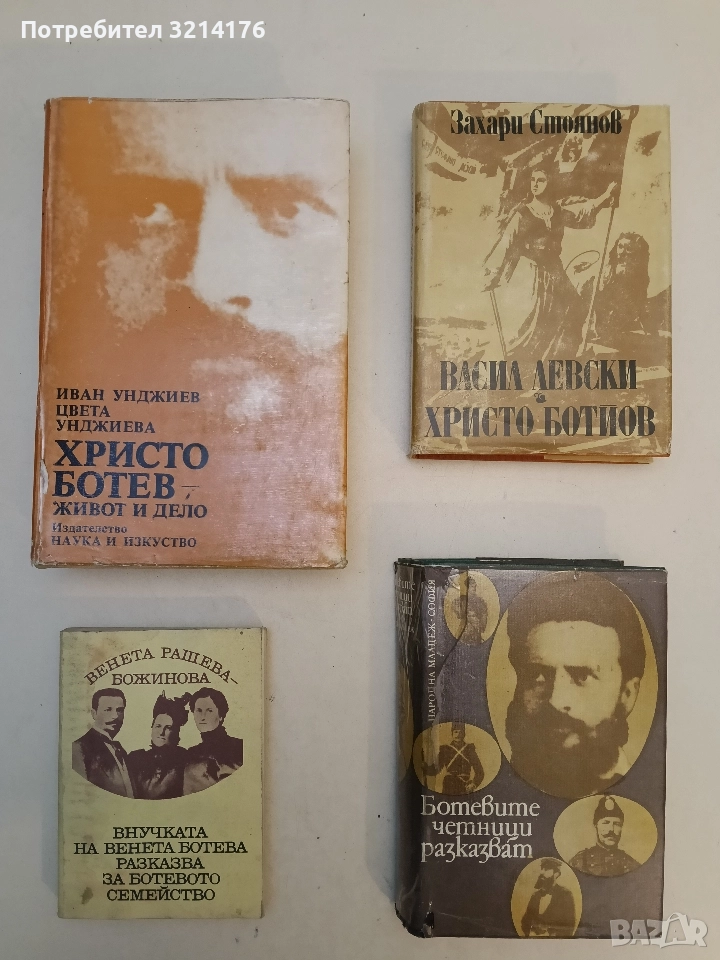 Потребител 3214176
ИВАН УНДЖИЕВ
ЦВЕТА
УНДЖИЕВА
ХРИСТО
БОТЕВ –
ЖИВОТ И ДЕЛО
Издателство
НАУКА И ИЗКУСТВО
Захари Стоянов
ВАСИЛ ЛЕВСКИ
ХРИСТО БОТЙОВ
ВЕНЕТА РАШЕВА–
БОЖИНОВА
ВНУЧКАТА
НА ВЕНЕТА БОТЕВА
РАЗКАЗВА
ЗА БОТЕВОТО
СЕМЕЙСТВО
НАРОДНА МЛАДЕЖ·СОФИЯ
Ботевите
четници
разказват
BAZAR